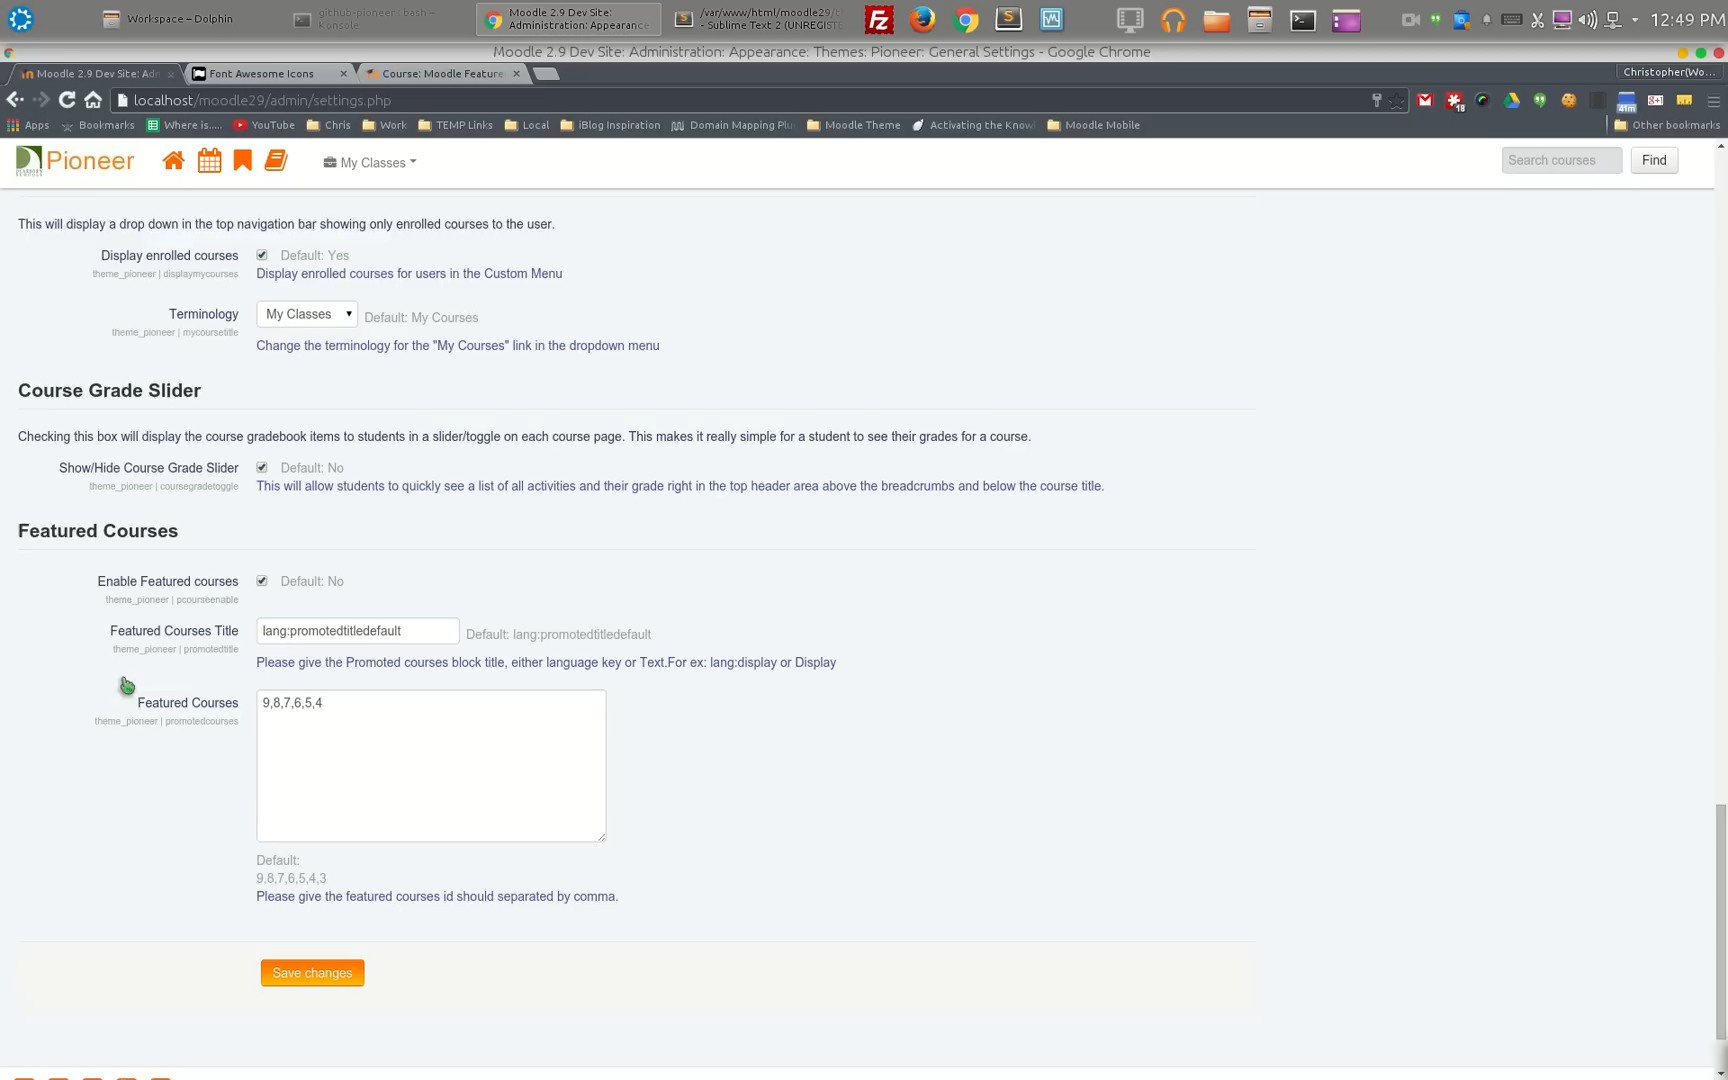 Workspace – Dolphin
github-pioneer : bash –
Konsole
Moodle 2.9 Dev Site:
Administration: Appearance
/var/www/html/moodle29/t
- Sublime Text 2 (UNREGIST
12:49 PM
Moodle 2.9 Dev Site: Administration: Appearance: Themes: Pioneer: General Settings - Google Chrome
Moodle 2.9 Dev Site: Adn
Font Awesome Icons
Course: Moodle Feature
Christopher(Wo...
localhost/moodle29/admin/settings.php
18
41m
Apps
Bookmarks
Where is.....
YouTube
Chris
Work
TEMP Links
Local
iBlog Inspiration
Domain Mapping Plu
Moodle Theme
Activating the Know
Moodle Mobile
Other bookmarks
Pioneer
My Classes
Search courses
Find
This will display a drop down in the top navigation bar showing only enrolled courses to the user.
Display enrolled courses
Default: Yes
theme_pioneer | displaymycourses
Display enrolled courses for users in the Custom Menu
Terminology
My Classes
Default: My Courses
theme_pioneer | mycoursetitle
Change the terminology for the "My Courses" link in the dropdown menu
Course Grade Slider
Checking this box will display the course gradebook items to students in a slider/toggle on each course page. This makes it really simple for a student to see their grades for a course.
Show/Hide Course Grade Slider
Default: No
theme_pioneer | coursegradetoggle
This will allow students to quickly see a list of all activities and their grade right in the top header area above the breadcrumbs and below the course title.
Featured Courses
Enable Featured courses
Default: No
theme_pioneer | pcourseenable
Featured Courses Title
lang:promotedtitledefault
Default: lang:promotedtitledefault
theme_pioneer | promotedtitle
Please give the Promoted courses block title, either language key or Text.For ex: lang:display or Display
Featured Courses
9,8,7,6,5,4
theme_pioneer | promotedcourses
Default:
9,8,7,6,5,4,3
Please give the featured courses id should separated by comma.
Save changes